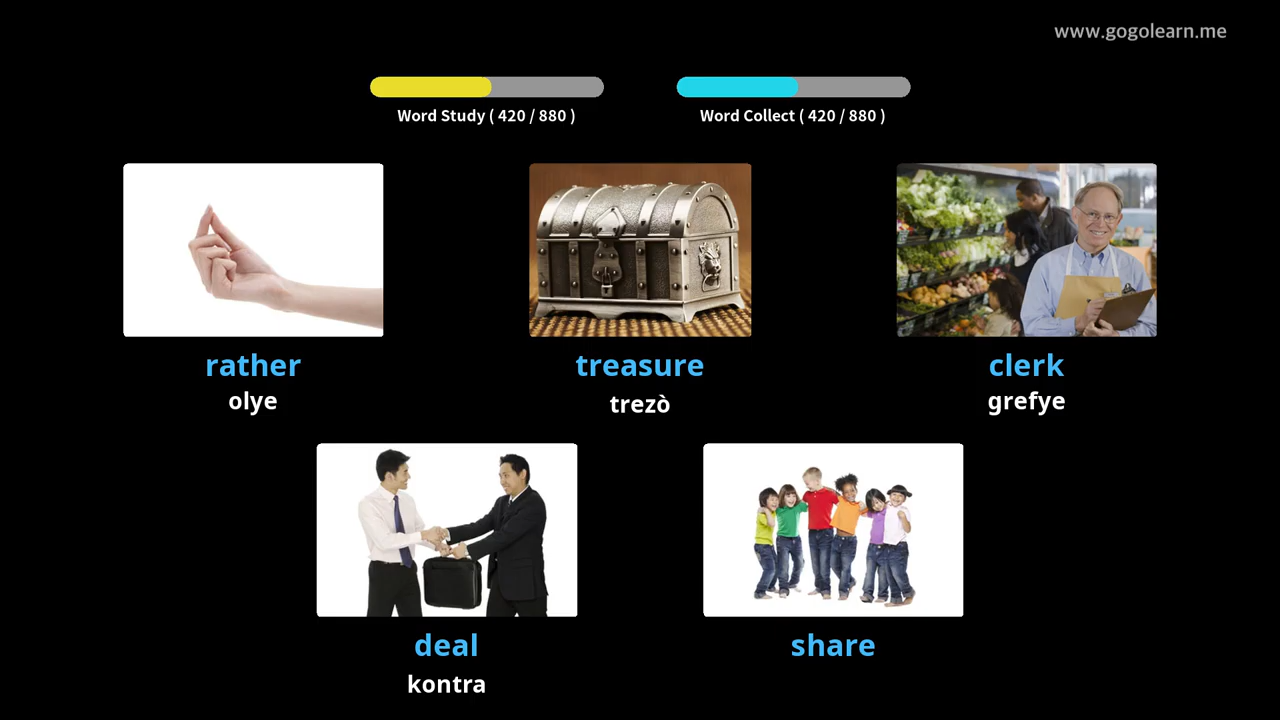 www.gogolearn.me
Word Study ( 420 / 880 )
Word Collect ( 420 / 880 )
rather
olye
treasure
trezò
clerk
grefye
deal
kontra
share